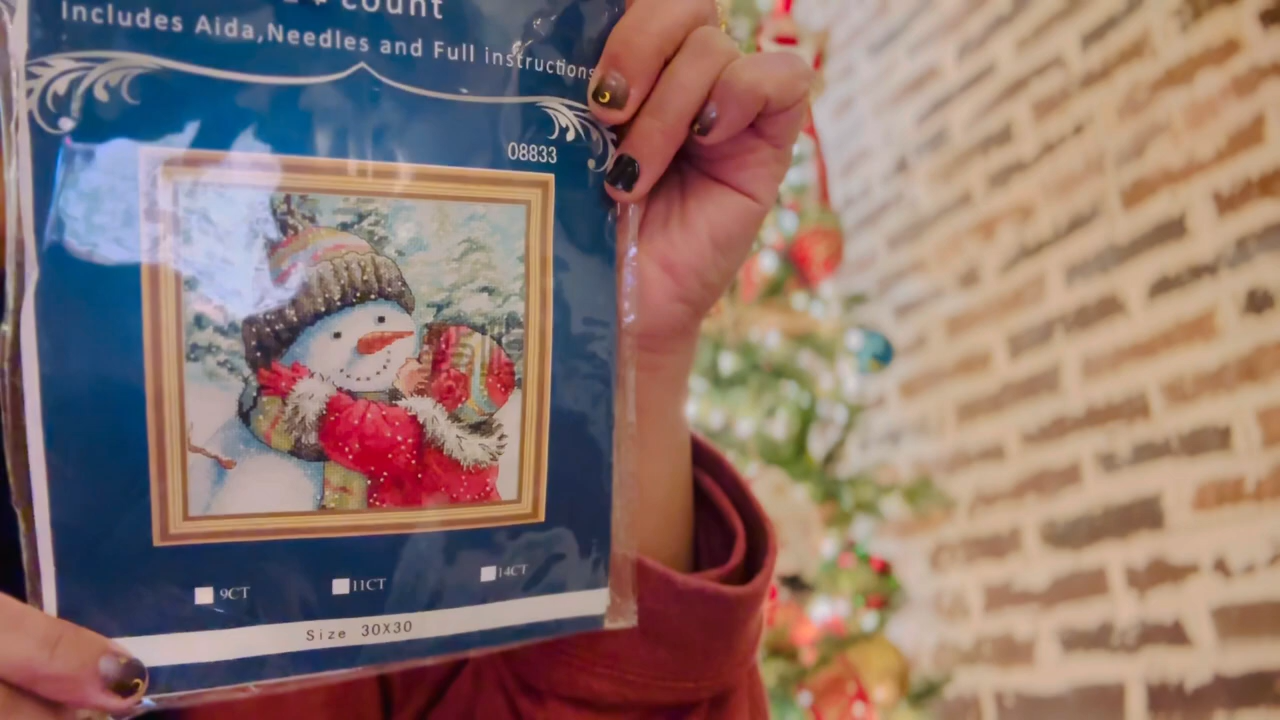 count
Includes Aida,Needles and Full instructions
08833
9CT
11CT
14CT
Size 30X30